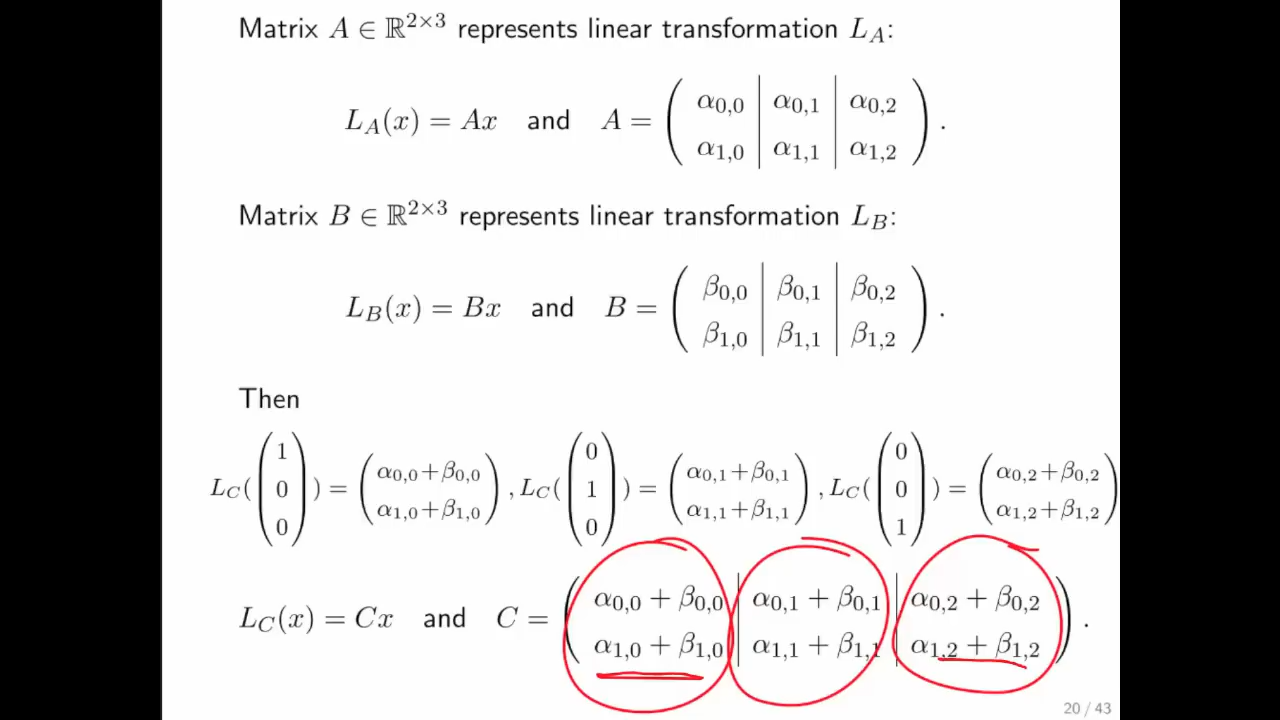 Matrix A ∈ ℝ^{2×3} represents linear transformation L_A:
L_A(x) = Ax and A = ( α_{0,0} | α_{0,1} | α_{0,2} ) .
α_{1,0} | α_{1,1} | α_{1,2}
Matrix B ∈ ℝ^{2×3} represents linear transformation L_B:
L_B(x) = Bx and B = ( β_{0,0} | β_{0,1} | β_{0,2} ) .
β_{1,0} | β_{1,1} | β_{1,2}
Then
L_C( ( 1 0 0 ) ) = ( α_{0,0}+β_{0,0} α_{1,0}+β_{1,0} ) , L_C( ( 0 1 0 ) ) = ( α_{0,1}+β_{0,1} α_{1,1}+β_{1,1} ) , L_C( ( 0 0 1 ) ) = ( α_{0,2}+β_{0,2} α_{1,2}+β_{1,2} )
L_C(x) = Cx and C = ( α_{0,0} + β_{0,0} | α_{0,1} + β_{0,1} | α_{0,2} + β_{0,2} ) .
α_{1,0} + β_{1,0} | α_{1,1} + β_{1,1} | α_{1,2} + β_{1,2}
20 / 43